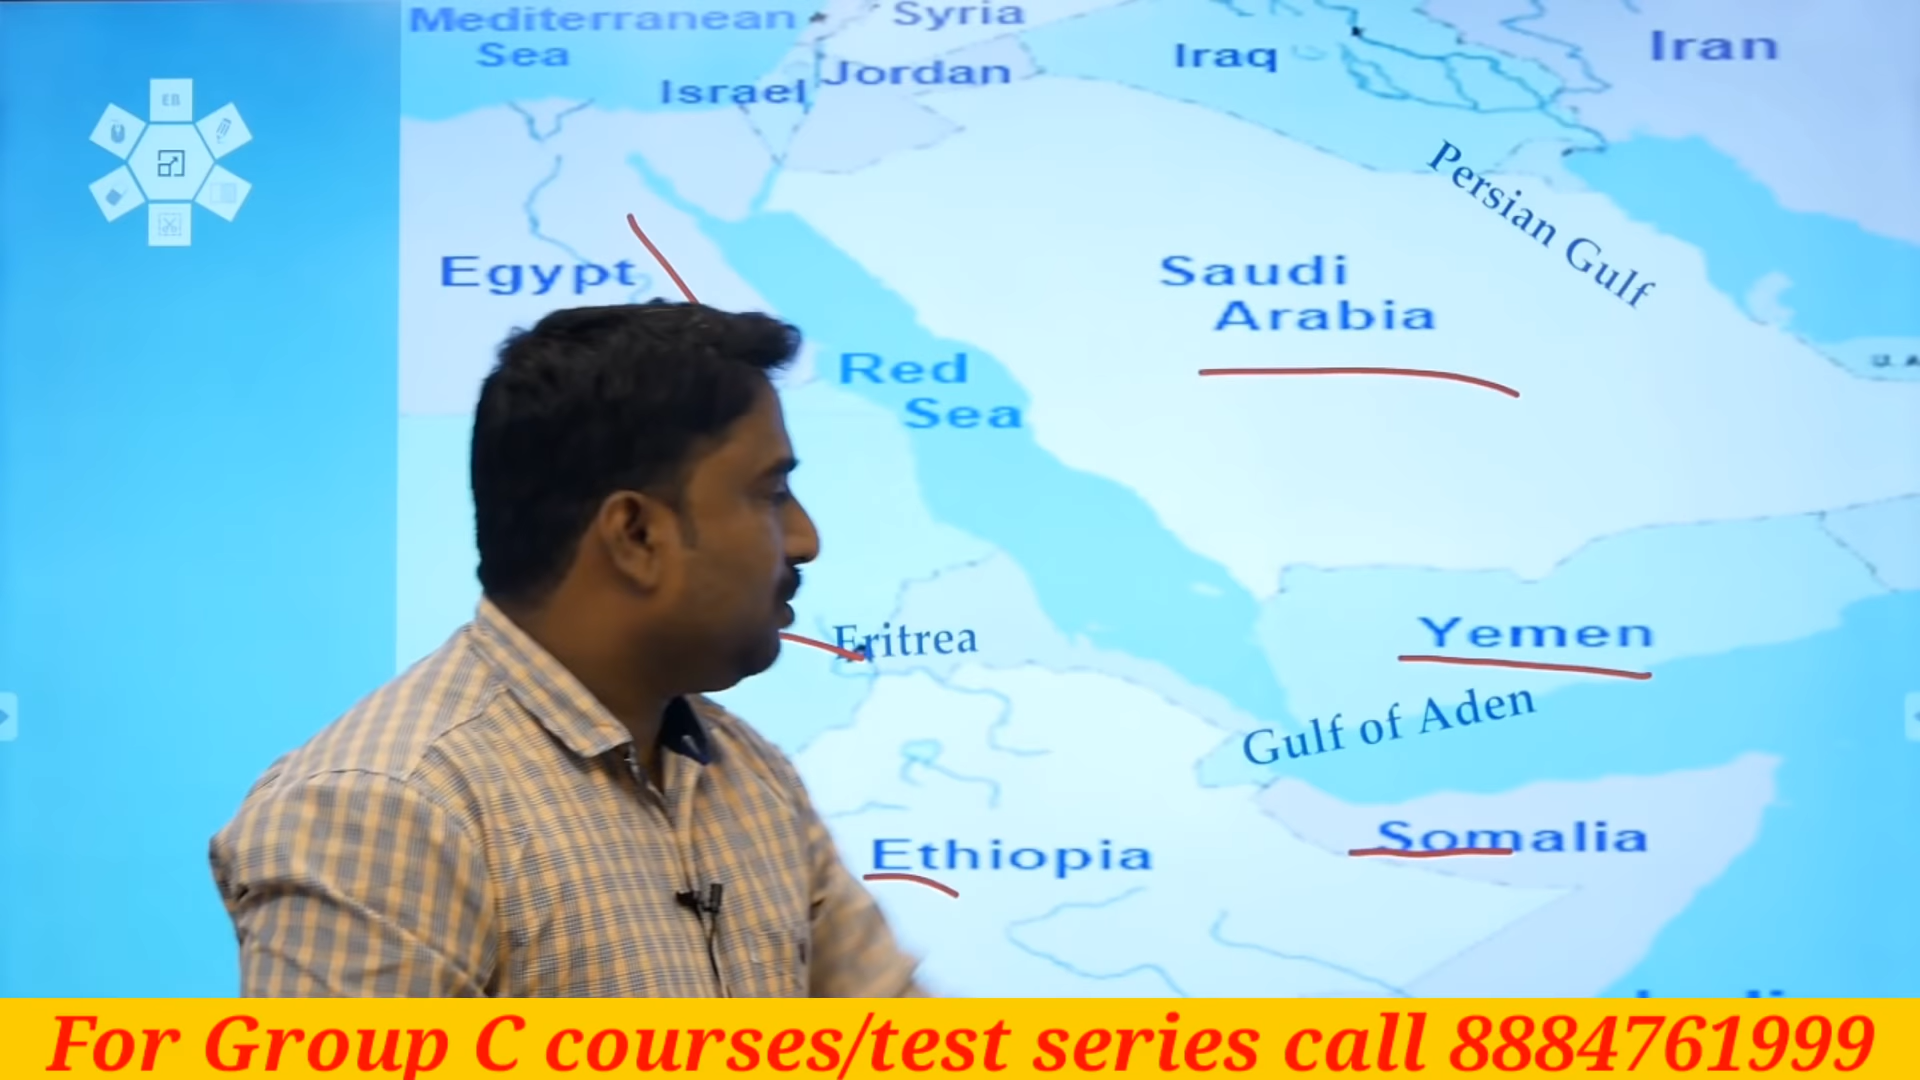 Mediterranean
Sea
Syria
Israel
Jordan
Iraq
Iran
EB
Persian Gulf
Egypt
Saudi
Arabia
Red
Sea
Eritrea
Yemen
Gulf of Aden
Ethiopia
Somalia
For Group C courses/test series call 8884761999